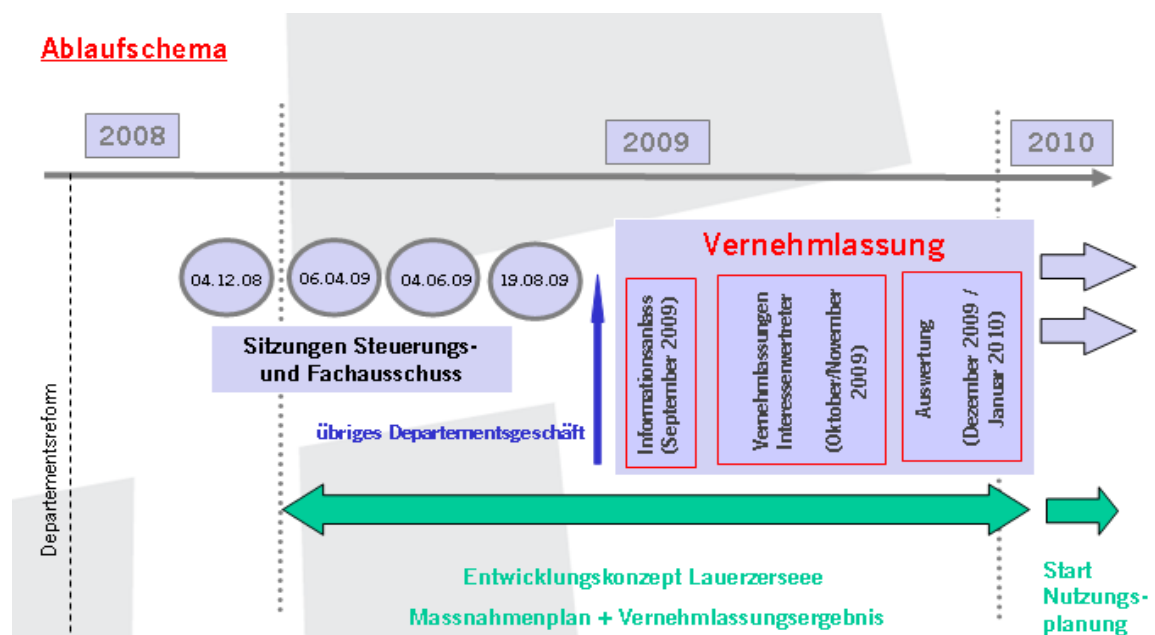 Ablaufschema
2008
2009
2010
04.12.08
06.04.09
04.06.09
19.08.09
Sitzungen Steuerungs-
und Fachausschuss
übriges Departementsgeschäft
Departementsreform
Vernehmlassung
Informationsanlass
(September 2009)
Vernehmlassungen
Interessenvertreter
(Oktober/November
2009)
Auswertung
(Dezember 2009 /
Januar 2010)
Entwicklungskonzept Lauerzerseee
Massnahmenplan + Vernehmlassungsergebnis
Start
Nutzungs-
planung